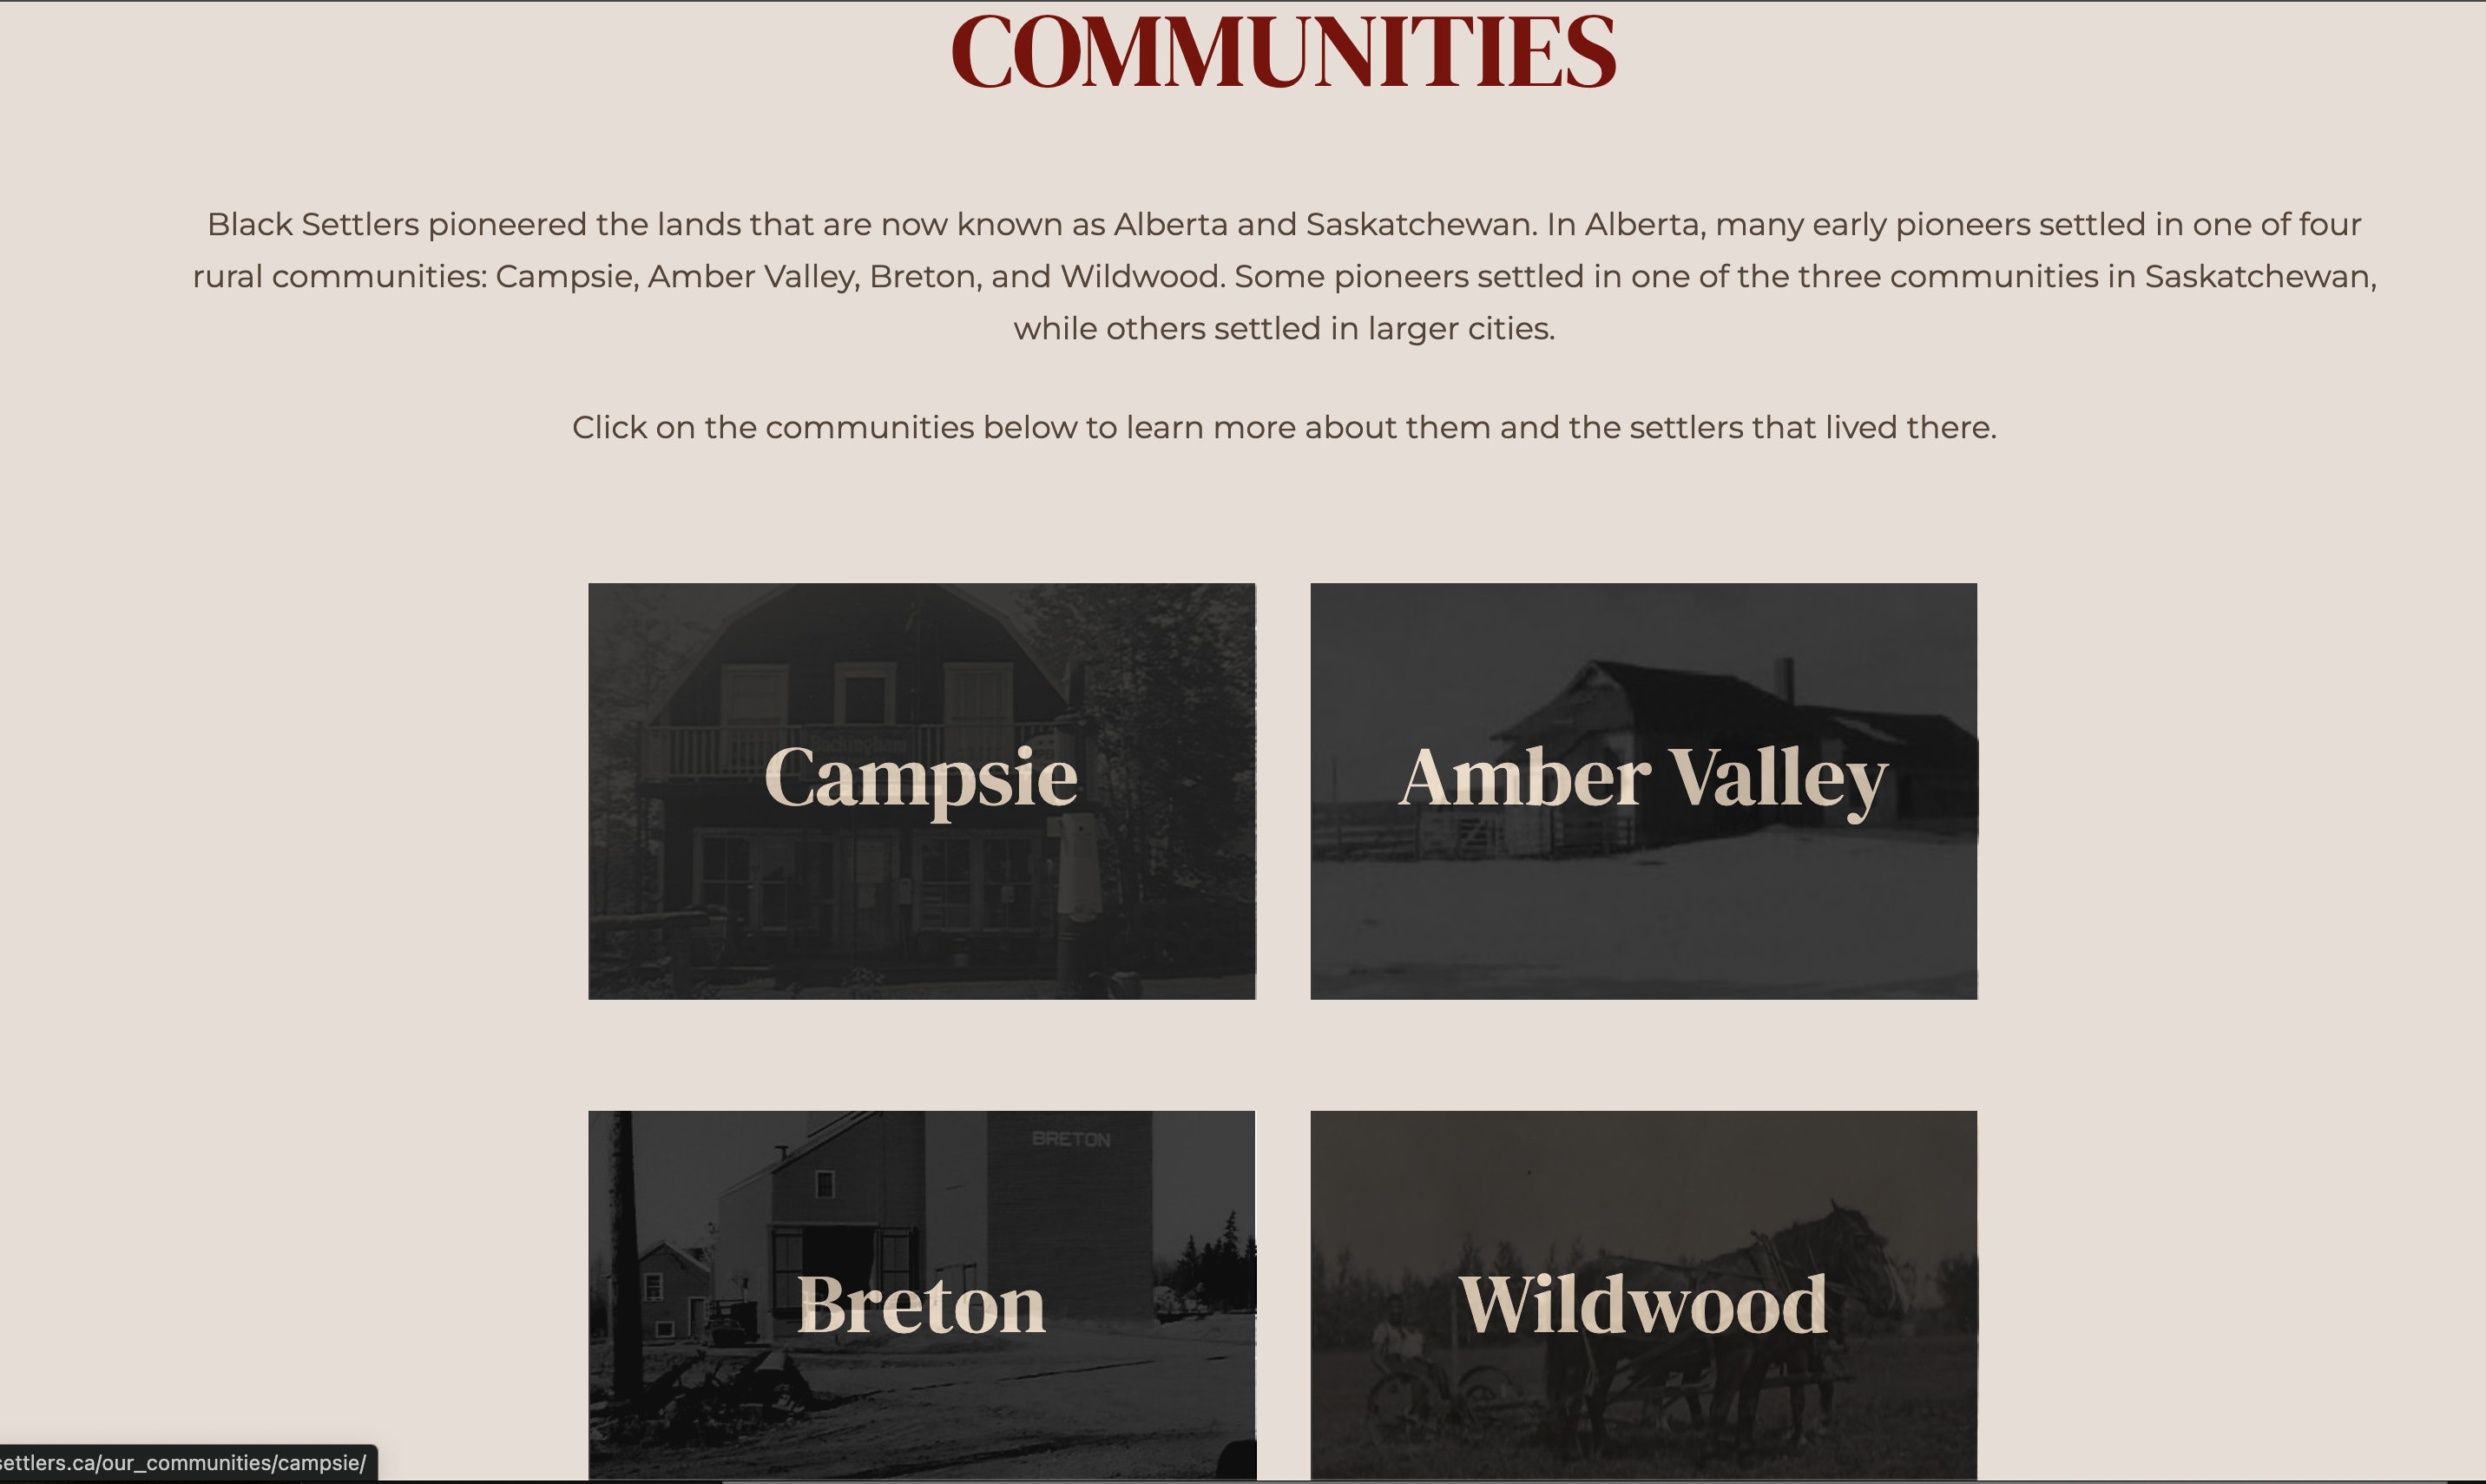 COMMUNITIES
Black Settlers pioneered the lands that are now known as Alberta and Saskatchewan. In Alberta, many early pioneers settled in one of four
rural communities: Campsie, Amber Valley, Breton, and Wildwood. Some pioneers settled in one of the three communities in Saskatchewan,
while others settled in larger cities.
Click on the communities below to learn more about them and the settlers that lived there.
Campsie
Amber Valley
BRETON
Breton
Wildwood
settlers.ca/our_communities/campsie/